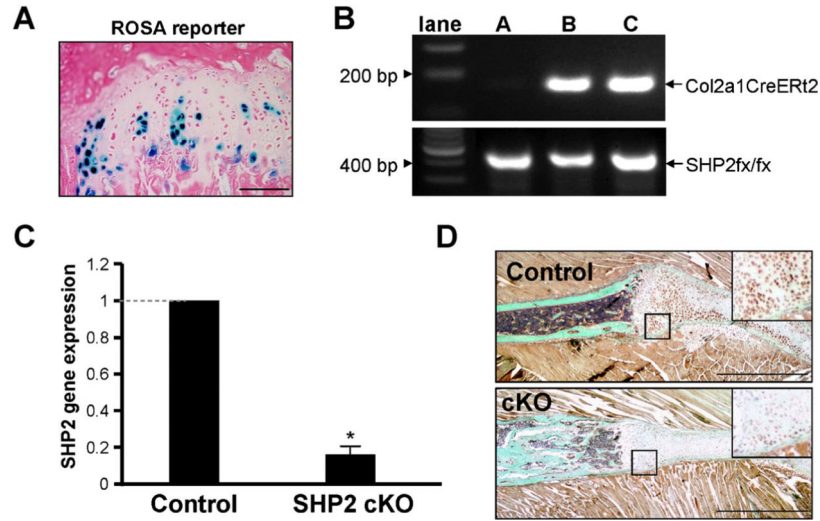 A
ROSA reporter
B
lane A B C
200 bp
Col2a1CreERt2
400 bp
SHP2fx/fx
C
SHP2 gene expression
1.2
1
0.8
0.6
0.4
0.2
0
*
Control
SHP2 cKO
D
Control
cKO